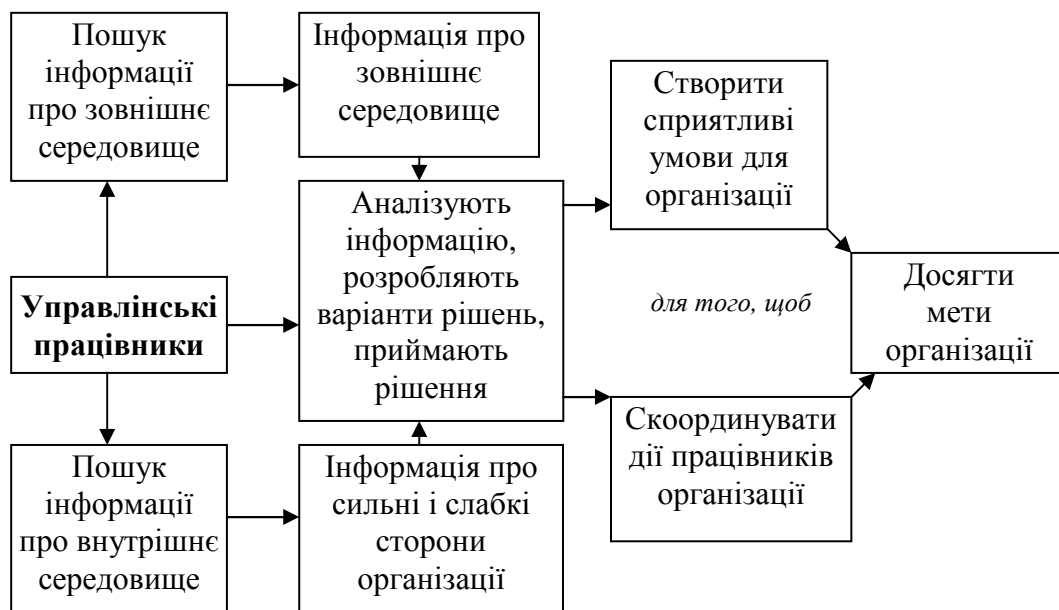 Пошук
інформації
про зовнішнє
середовище
Інформація про
зовнішнє
середовище
Створити
сприятливі
умови для
організації
Управлінські
працівники
Аналізують
інформацію,
розробляють
варіанти рішень,
приймають
рішення
для того, щоб
Досягти
мети
організації
Скоординувати
дії працівників
організації
Пошук
інформації
про внутрішнє
середовище
Інформація про
сильні і слабкі
сторони
організації